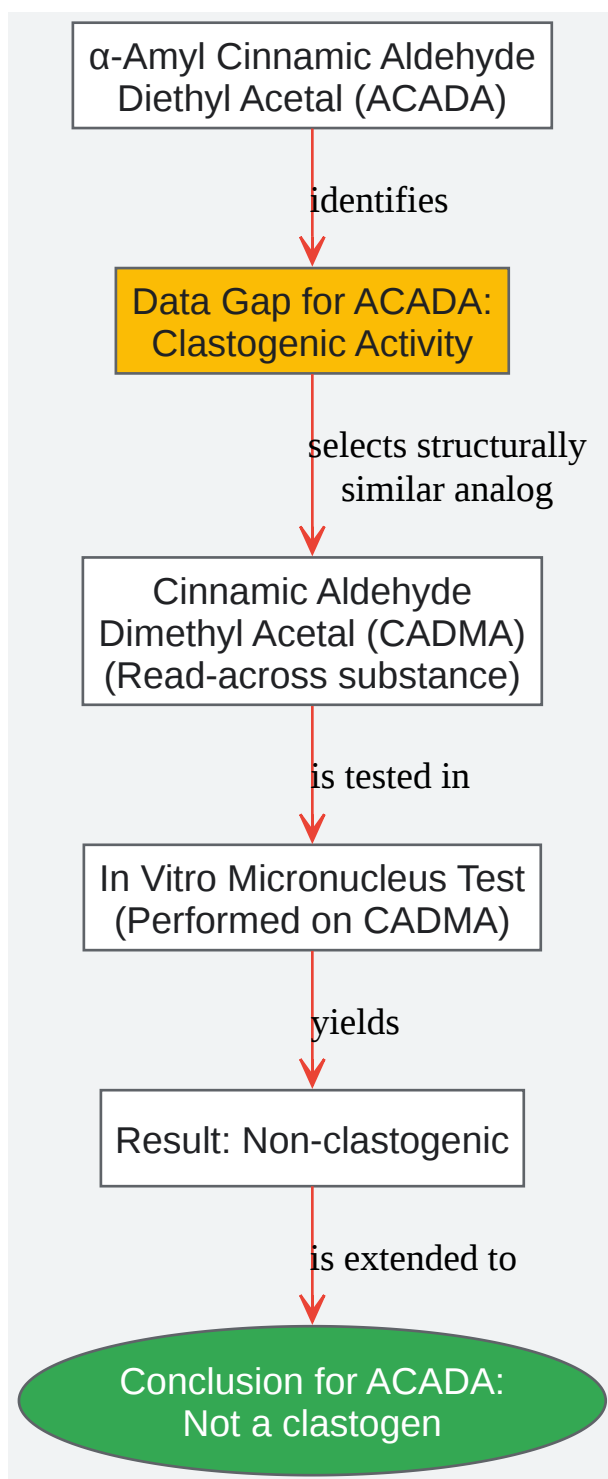 α-Amyl Cinnamic Aldehyde
Diethyl Acetal (ACADA)
identifies
Data Gap for ACADA:
Clastogenic Activity
selects structurally
similar analog
Cinnamic Aldehyde
Dimethyl Acetal (CADMA)
(Read-across substance)
is tested in
In Vitro Micronucleus Test
(Performed on CADMA)
yields
Result: Non-clastogenic
is extended to
Conclusion for ACADA:
Not a clastogen